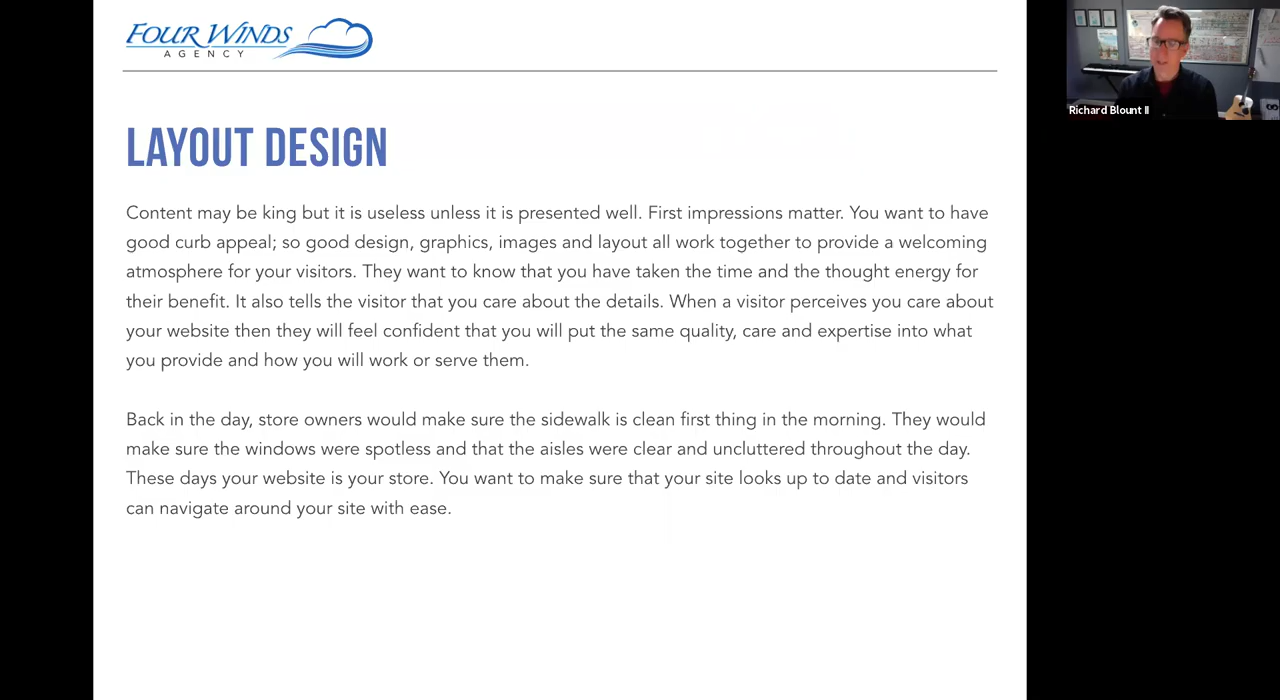 FOUR WINDS
AGENCY
Richard Blount II
LAYOUT DESIGN
Content may be king but it is useless unless it is presented well. First impressions matter. You want to have
good curb appeal; so good design, graphics, images and layout all work together to provide a welcoming
atmosphere for your visitors. They want to know that you have taken the time and the thought energy for
their benefit. It also tells the visitor that you care about the details. When a visitor perceives you care about
your website then they will feel confident that you will put the same quality, care and expertise into what
you provide and how you will work or serve them.
Back in the day, store owners would make sure the sidewalk is clean first thing in the morning. They would
make sure the windows were spotless and that the aisles were clear and uncluttered throughout the day.
These days your website is your store. You want to make sure that your site looks up to date and visitors
can navigate around your site with ease.